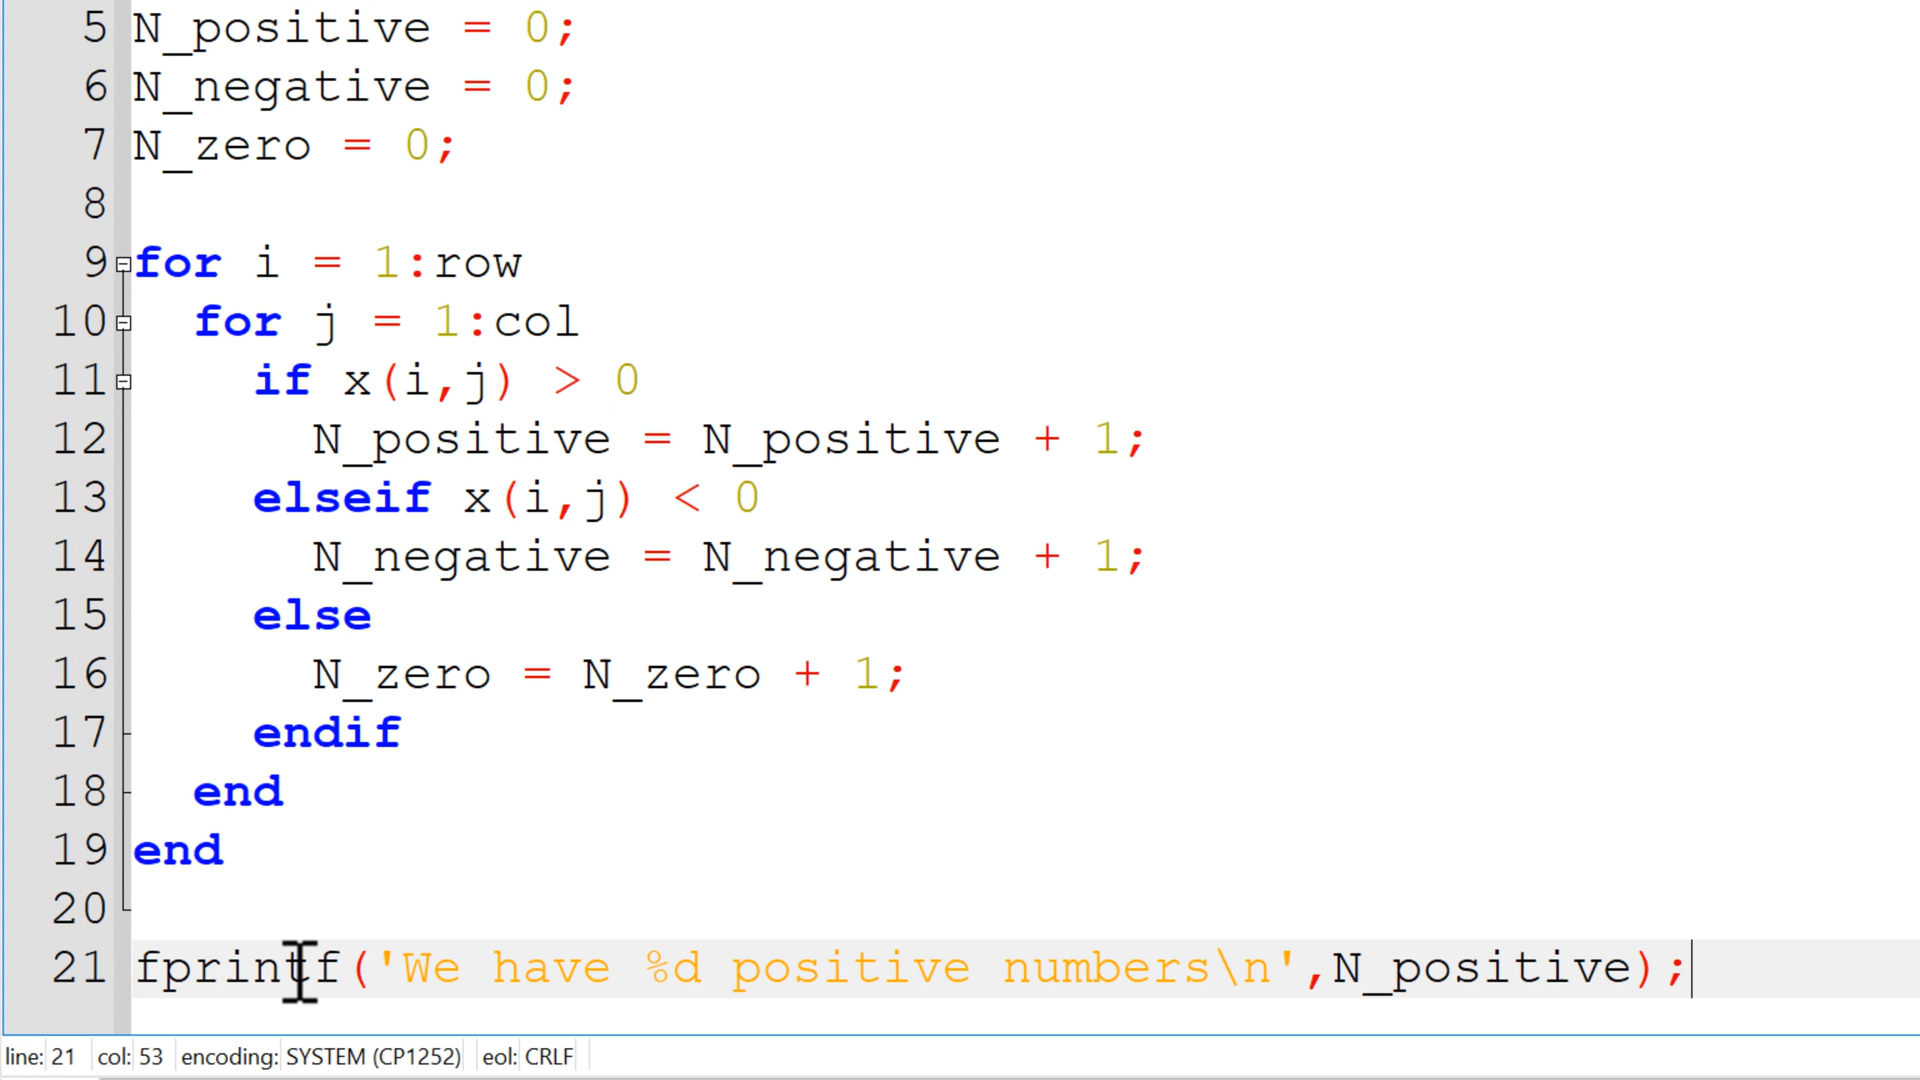 5 N_positive = 0;
6 N_negative = 0;
7 N_zero = 0;
8
9 for i = 1:row
10   for j = 1:col
11     if x(i,j) > 0
12       N_positive = N_positive + 1;
13     elseif x(i,j) < 0
14       N_negative = N_negative + 1;
15     else
16       N_zero = N_zero + 1;
17     endif
18   end
19 end
20
21 fprintf('We have %d positive numbers\n',N_positive);
line: 21 col: 53 encoding: SYSTEM (CP1252) eol: CRLF